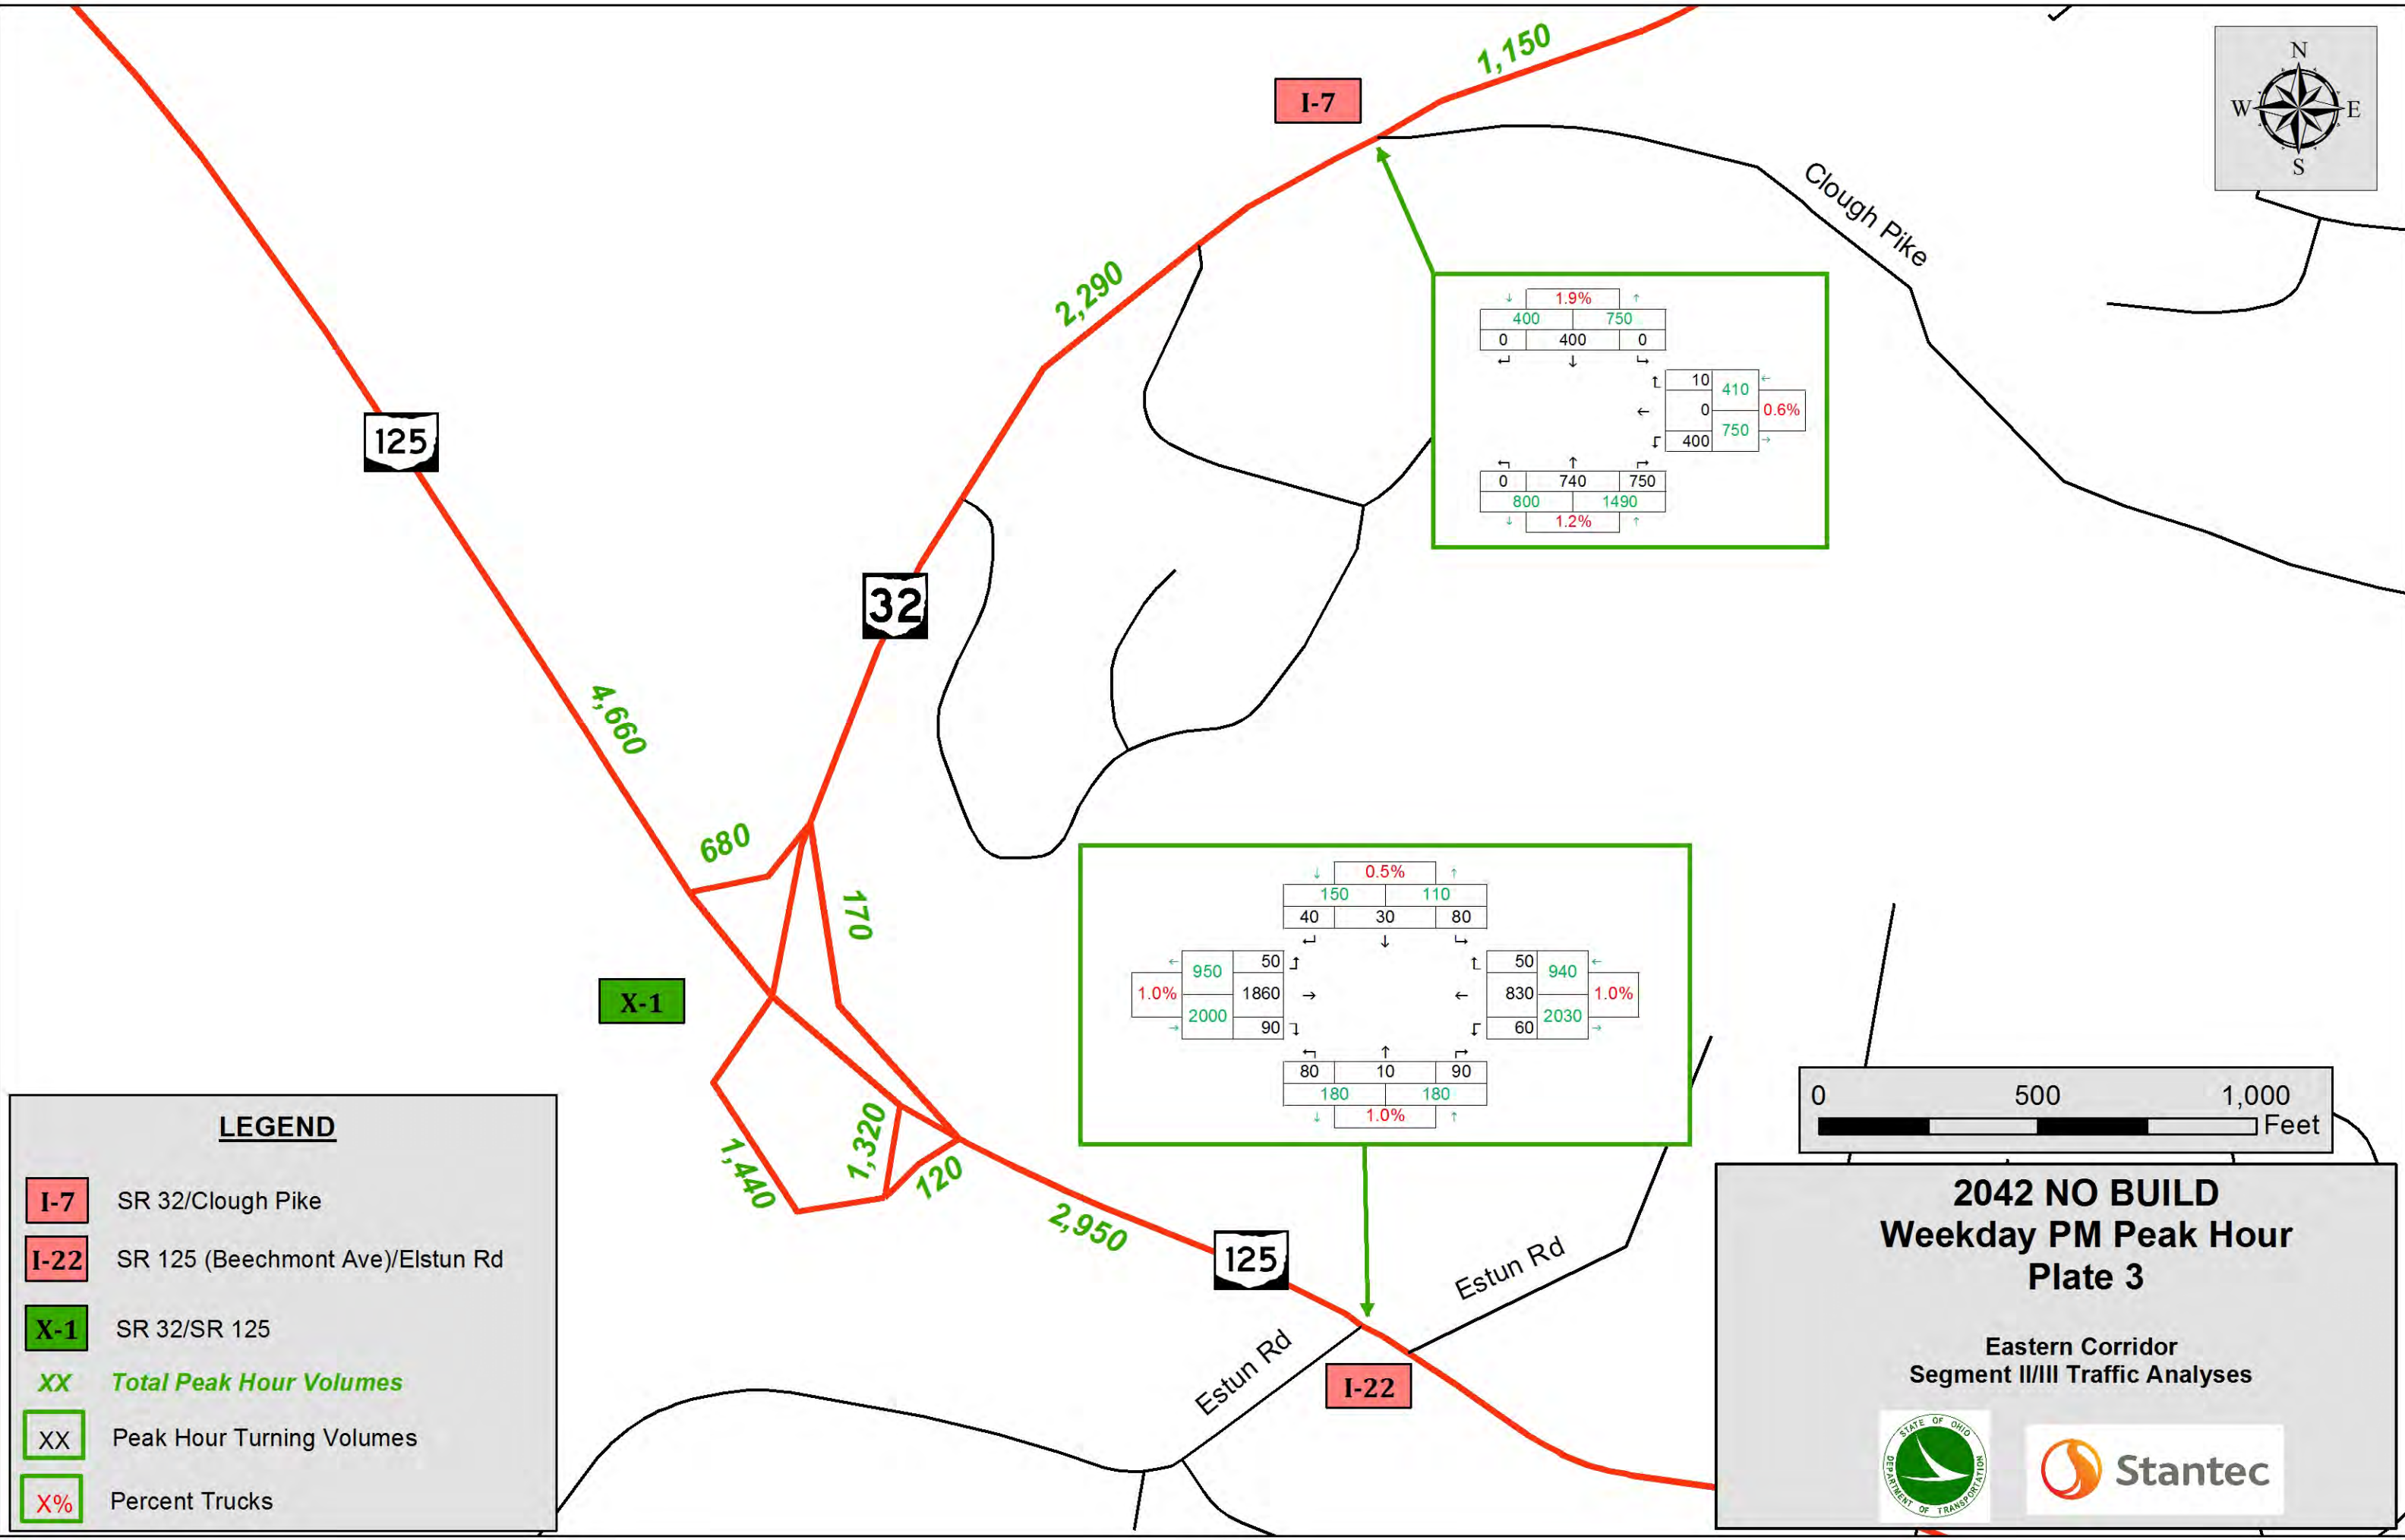 1,150
I-7
N
W E
S
Clough Pike
2,290
1.9%
400 750
0 400 0
10 410
0 0.6%
400 750
0 740 750
800 1490
1.2%
125
32
4,660
680
170
X-1
0.5%
150 110
40 30 80
950 50
1.0% 1860
2000 90
50 940
830 1.0%
60 2030
80 10 90
180 180
1.0%
1,440
1,320
120
2,950
125
Estun Rd
Estun Rd
I-22
0 500 1,000
Feet
LEGEND
I-7 SR 32/Clough Pike
I-22 SR 125 (Beechmont Ave)/Elstun Rd
X-1 SR 32/SR 125
XX Total Peak Hour Volumes
XX Peak Hour Turning Volumes
X% Percent Trucks
2042 NO BUILD
Weekday PM Peak Hour
Plate 3
Eastern Corridor
Segment II/III Traffic Analyses
STATE OF OHIO
DEPARTMENT OF TRANSPORTATION
Stantec